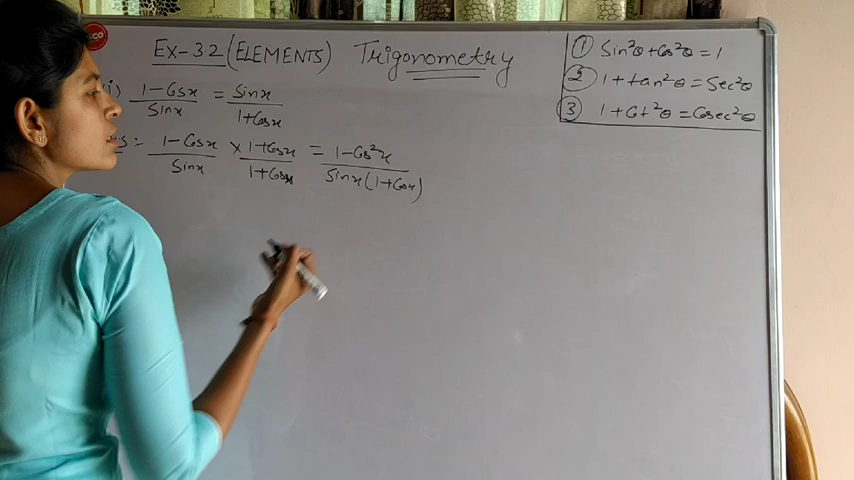 Ex-32 (ELEMENTS) Trigonometry
i) 1-Cosx / Sinx = Sinx / 1+Cosx
= 1-Cosx / Sinx × 1+Cosx / 1+Cosx = 1-Cos²x / Sinx(1+Cosx)
① Sin²θ+Cos²θ=1
② 1+tan²θ=Sec²θ
③ 1+Cot²θ=Cosec²θ